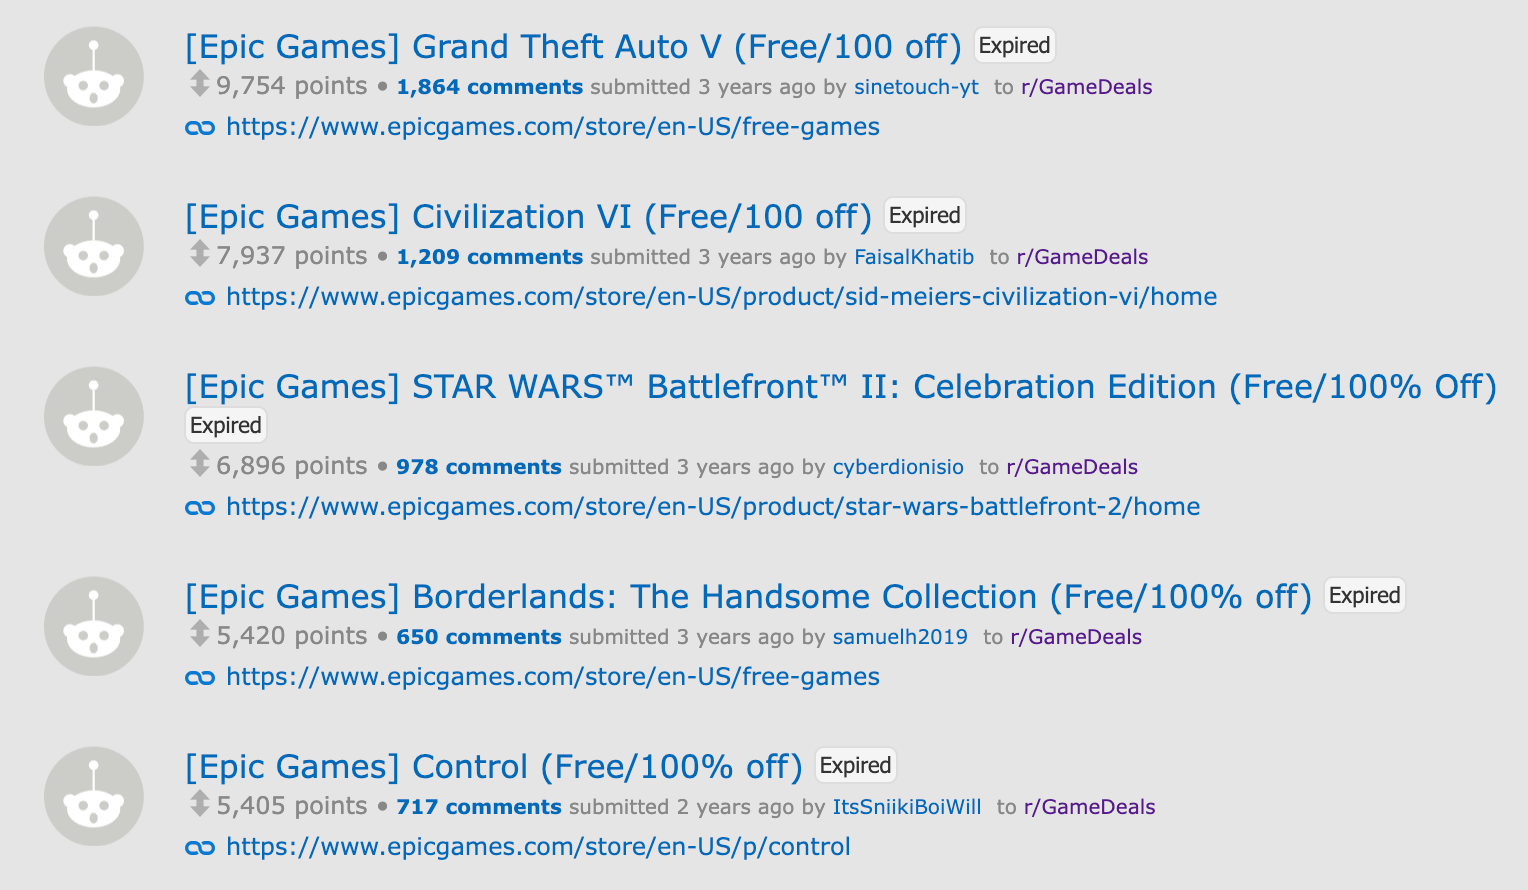 [Epic Games] Grand Theft Auto V (Free/100 off) Expired
9,754 points • 1,864 comments submitted 3 years ago by sinetouch-yt to r/GameDeals
https://www.epicgames.com/store/en-US/free-games
[Epic Games] Civilization VI (Free/100 off) Expired
7,937 points • 1,209 comments submitted 3 years ago by FaisalKhatib to r/GameDeals
https://www.epicgames.com/store/en-US/product/sid-meiers-civilization-vi/home
[Epic Games] STAR WARS™ Battlefront™ II: Celebration Edition (Free/100% Off)
Expired
6,896 points • 978 comments submitted 3 years ago by cyberdionisio to r/GameDeals
https://www.epicgames.com/store/en-US/product/star-wars-battlefront-2/home
[Epic Games] Borderlands: The Handsome Collection (Free/100% off) Expired
5,420 points • 650 comments submitted 3 years ago by samuelh2019 to r/GameDeals
https://www.epicgames.com/store/en-US/free-games
[Epic Games] Control (Free/100% off) Expired
5,405 points • 717 comments submitted 2 years ago by ItsSniikiBoiWill to r/GameDeals
https://www.epicgames.com/store/en-US/p/control